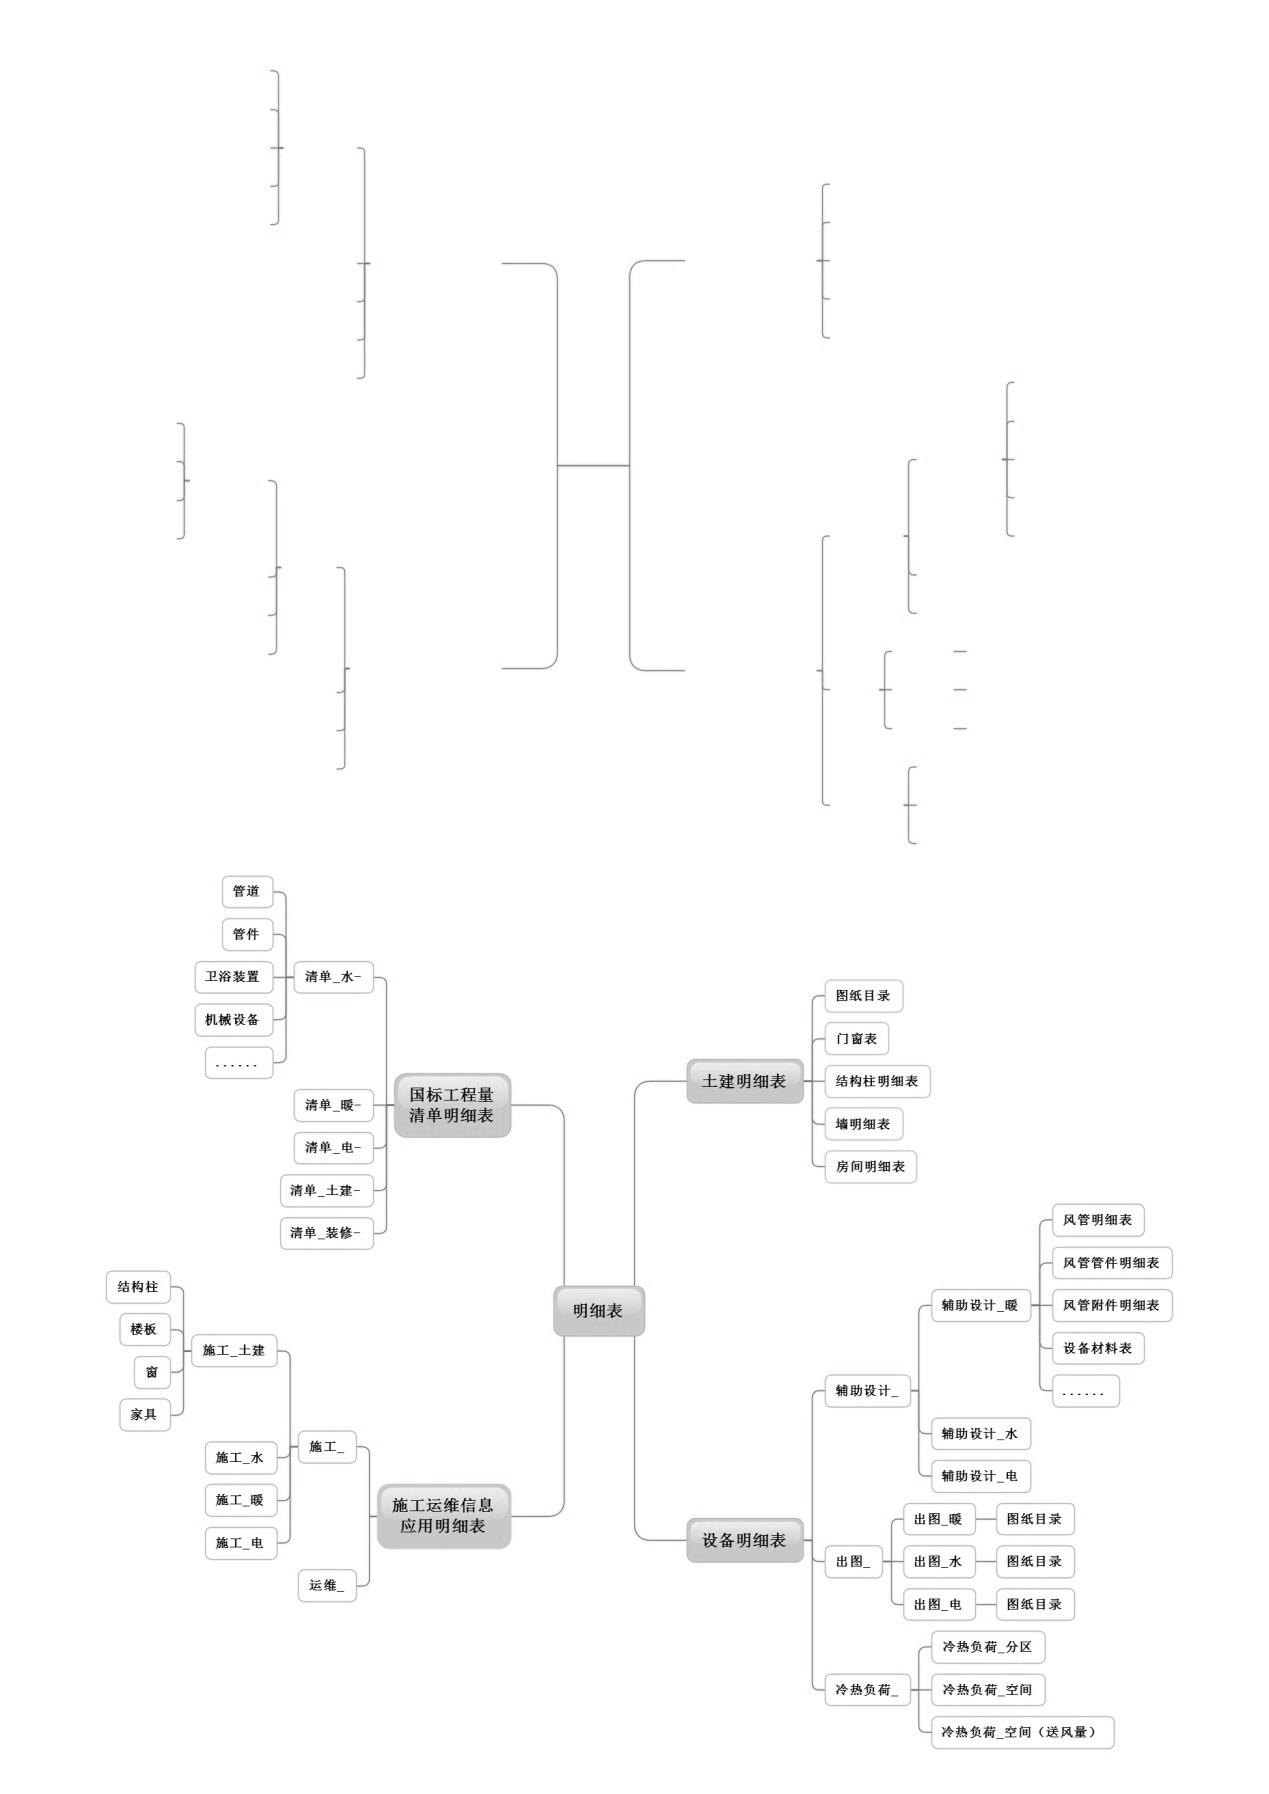 管道
管件
卫浴装置
机械设备
......
清单_水-
清单_暖-
清单_电-
清单_土建-
清单_装修-
国标工程量
清单明细表
结构柱
楼板
窗
家具
施工_土建
施工_水
施工_暖
施工_电
施工_
运维_
施工运维信息
应用明细表
明细表
土建明细表
图纸目录
门窗表
结构柱明细表
墙明细表
房间明细表
设备明细表
辅助设计_
辅助设计_暖
风管明细表
风管管件明细表
风管附件明细表
设备材料表
......
辅助设计_水
辅助设计_电
出图_
出图_暖
图纸目录
出图_水
图纸目录
出图_电
图纸目录
冷热负荷_
冷热负荷_分区
冷热负荷_空间
冷热负荷_空间（送风量）